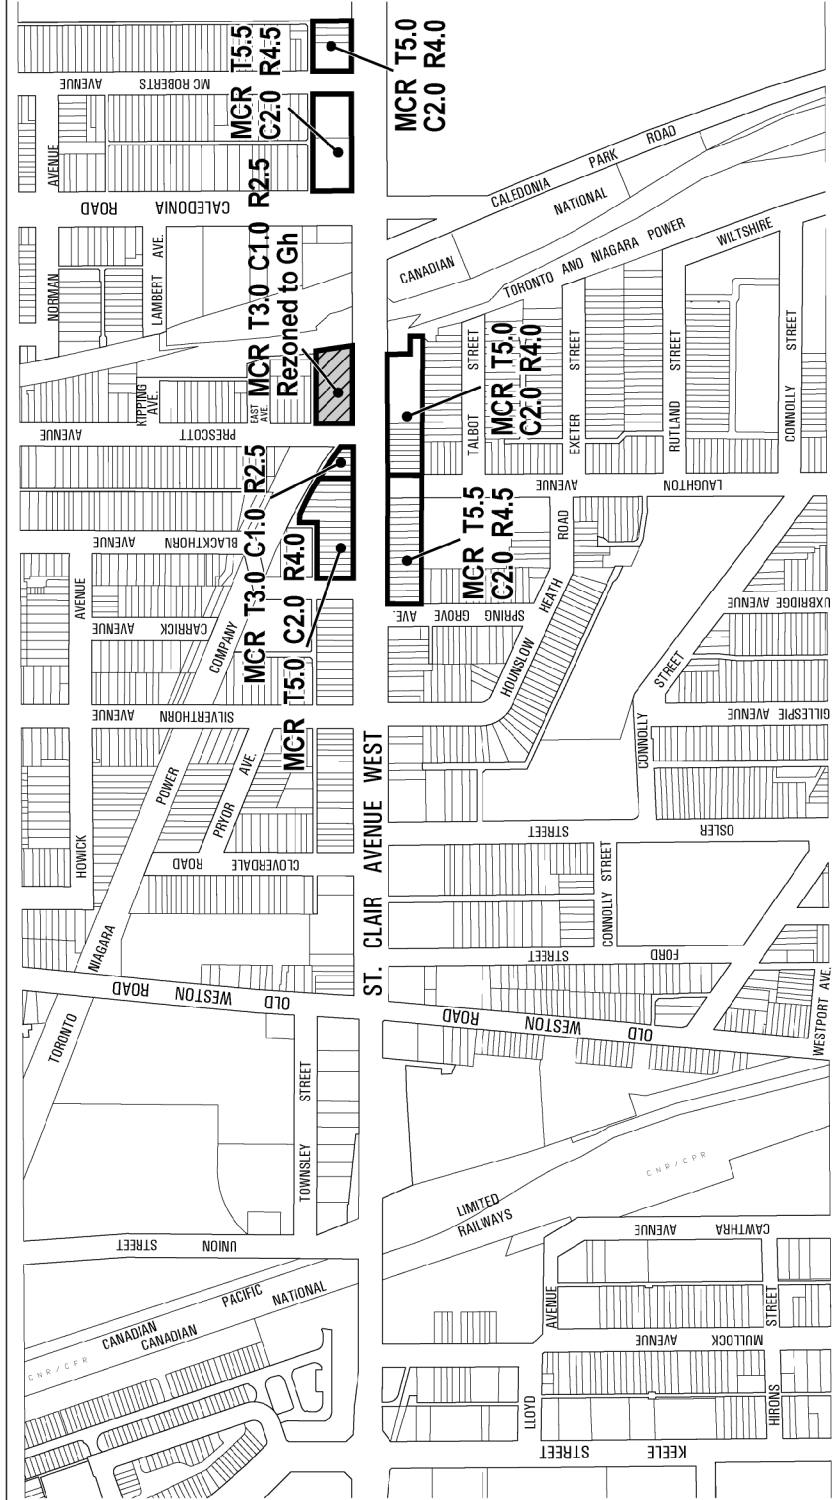 MCR T5.5
C2.0 R4.5
MCR T5.0
C2.0 R4.0
MCR T3.0 C1.0 R2.5
Rezoned to Gh
MCR T5.0
C2.0 R4.0
MCR T3.0 C1.0 R2.5
MCR T5.0 C2.0 R4.0
MCR T5.5
C2.0 R4.5
ST. CLAIR AVENUE WEST
MC ROBERTS AVENUE
AVENUE
CALEDONIA ROAD
NORMAN
LAMBERT AVE.
KIPPING AVE.
EAST AVE.
PRESCOTT AVENUE
BLACKTHORN AVENUE
AVENUE
CARRICK AVENUE
COMPANY
SILVERTHORN AVENUE
POWER
PRYOR AVE.
HOWICK
CLOVERDALE ROAD
NIAGARA
OLD WESTON ROAD
TORONTO
TOWNSLEY STREET
UNION STREET
CANADIAN PACIFIC
CANADIAN NATIONAL
CNR/CPR
CALEDONIA PARK ROAD
CANADIAN NATIONAL
TORONTO AND NIAGARA POWER
WILTSHIRE
TALBOT STREET
EXETER STREET
RUTLAND STREET
CONNOLLY STREET
LAUGHTON AVENUE
HOUNSLOW HEATH ROAD
SPRING GROVE AVE.
UXBRIDGE AVENUE
STREET
CONNOLLY
GILLESPIE AVENUE
OSLER STREET
CONNOLLY STREET
FORD STREET
OLD WESTON ROAD
WESTPORT AVE.
CNR/CPR
LIMITED
RAILWAYS
CAWTHRA AVENUE
AVENUE
STREET
MULLOCK AVENUE
LLOYD
HIRONS
KEELE STREET